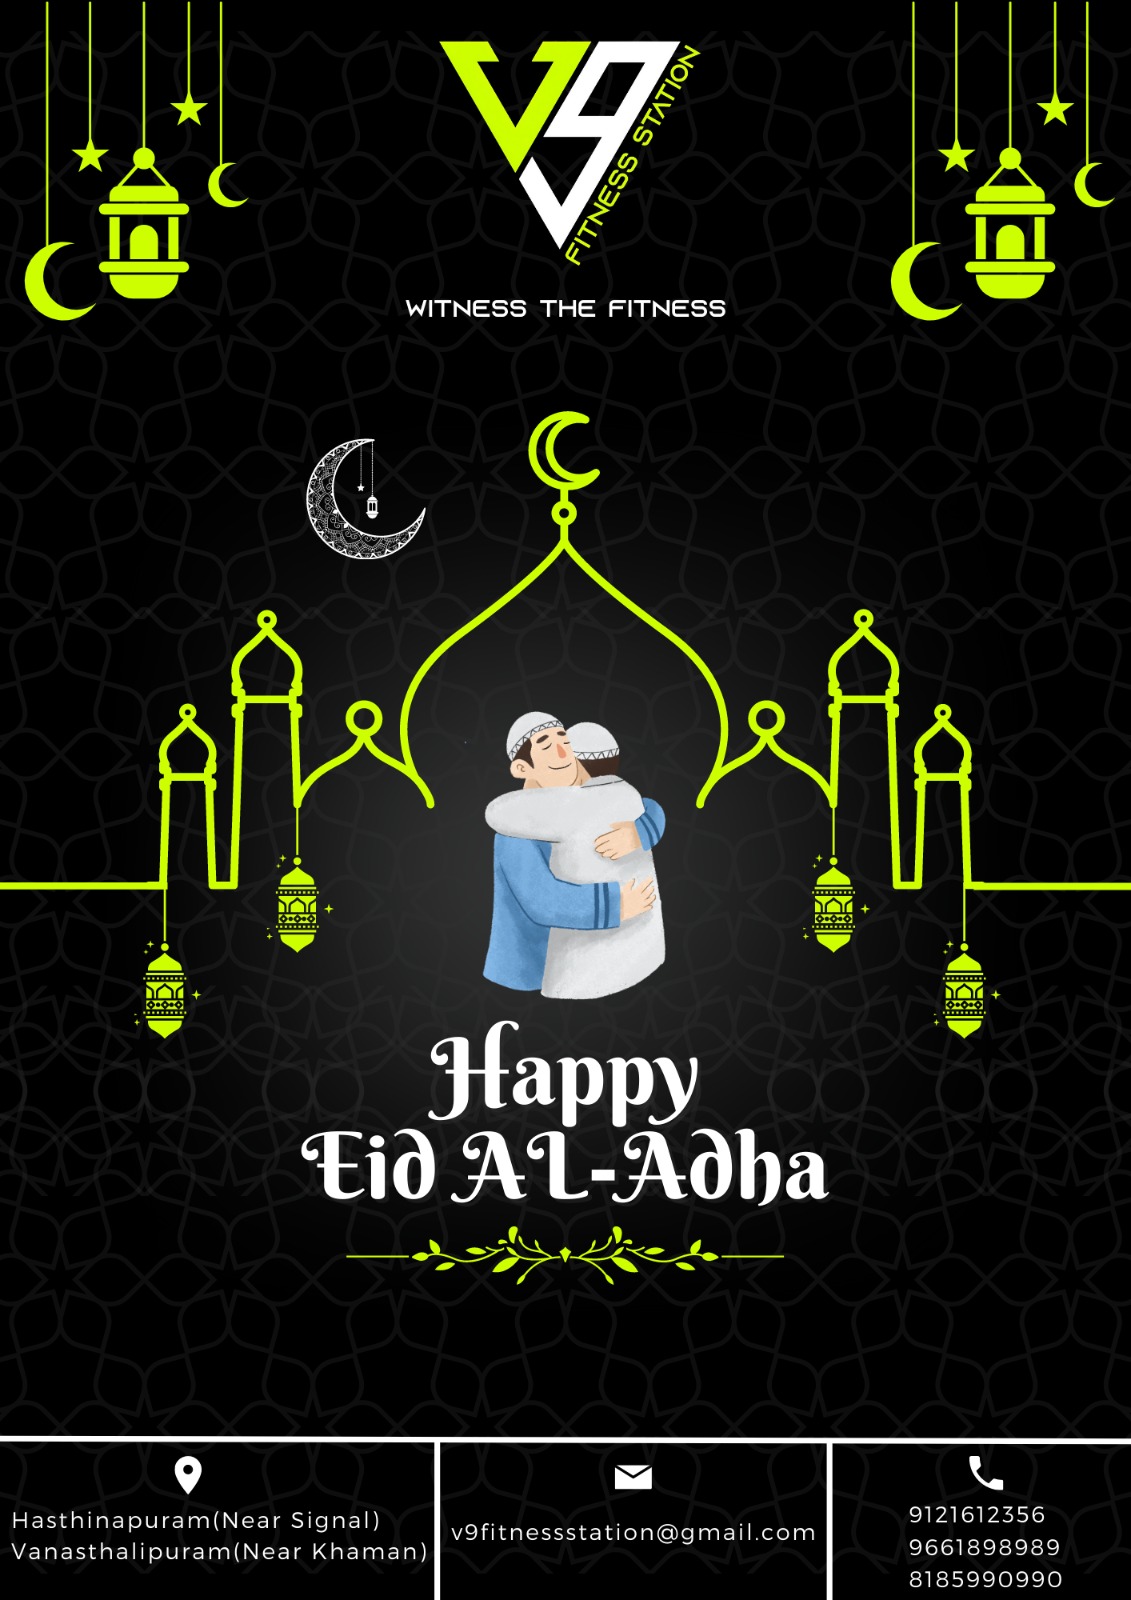 V9
FITNESS STATION
WITNESS THE FITNESS
Happy
Eid AL-Adha
Hasthinapuram(Near Signal)
Vanasthalipuram(Near Khaman)
v9fitnessstation@gmail.com
9121612356
9661898989
8185990990